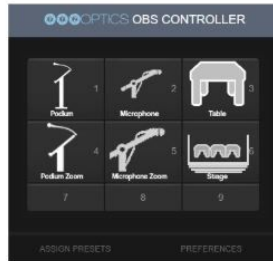 PTZOPTICS OBS CONTROLLER
1 2 3
Podium Microphone Table
4 5 6
Podium Zoom Microphone Zoom Stage
7 8 9
ASSIGN PRESETS PREFERENCES